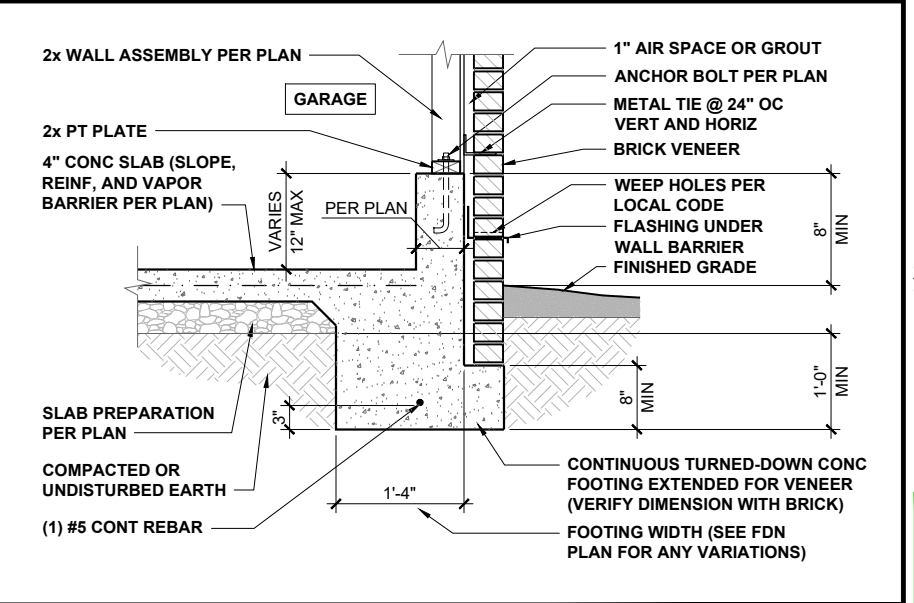 2x WALL ASSEMBLY PER PLAN
GARAGE
2x PT PLATE
4" CONC SLAB (SLOPE,
REINF, AND VAPOR
BARRIER PER PLAN)
VARIES
12" MAX
PER PLAN
1" AIR SPACE OR GROUT
ANCHOR BOLT PER PLAN
METAL TIE @ 24" OC
VERT AND HORIZ
BRICK VENEER
WEEP HOLES PER
LOCAL CODE
FLASHING UNDER
WALL BARRIER
FINISHED GRADE
8"
MIN
1'-0"
MIN
8"
MIN
3"
SLAB PREPARATION
PER PLAN
COMPACTED OR
UNDISTURBED EARTH
(1) #5 CONT REBAR
1'-4"
CONTINUOUS TURNED-DOWN CONC
FOOTING EXTENDED FOR VENEER
(VERIFY DIMENSION WITH BRICK)
FOOTING WIDTH (SEE FDN
PLAN FOR ANY VARIATIONS)